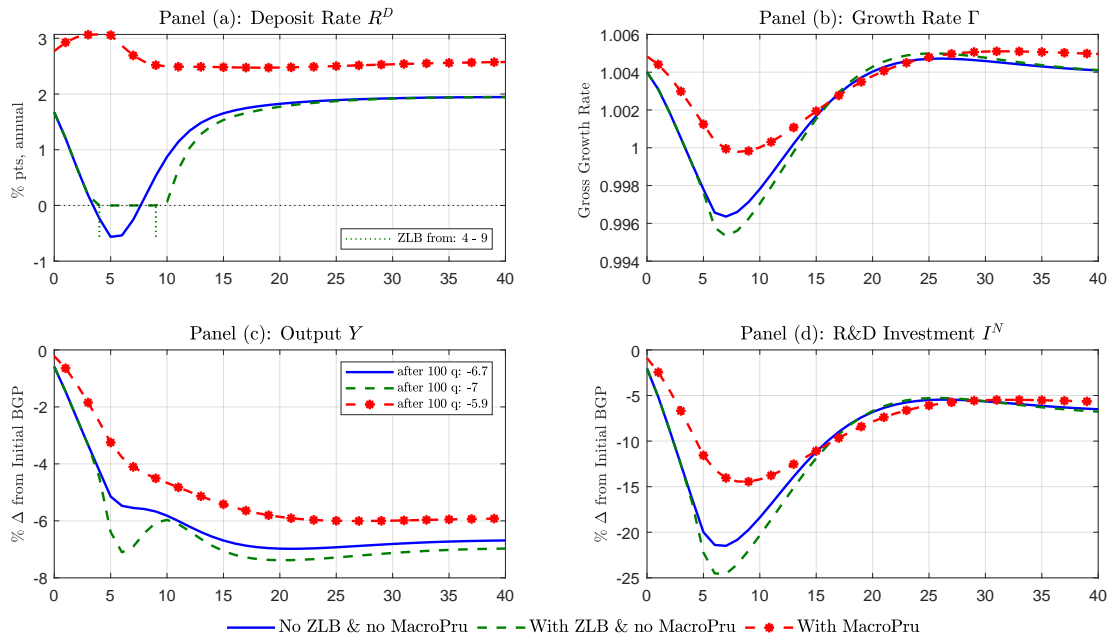 Panel (a): Deposit Rate R^D
% pts, annual
3
2
1
0
-1
0 5 10 15 20 25 30 35 40
ZLB from: 4 - 9
Panel (b): Growth Rate Γ
Gross Growth Rate
1.006
1.004
1.002
1
0.998
0.996
0.994
0 5 10 15 20 25 30 35 40
Panel (c): Output Y
% Δ from Initial BGP
0
-2
-4
-6
-8
0 5 10 15 20 25 30 35 40
after 100 q: -6.7
after 100 q: -7
after 100 q: -5.9
Panel (d): R&D Investment I^N
% Δ from Initial BGP
0
-5
-10
-15
-20
-25
0 5 10 15 20 25 30 35 40
No ZLB & no MacroPru With ZLB & no MacroPru With MacroPru